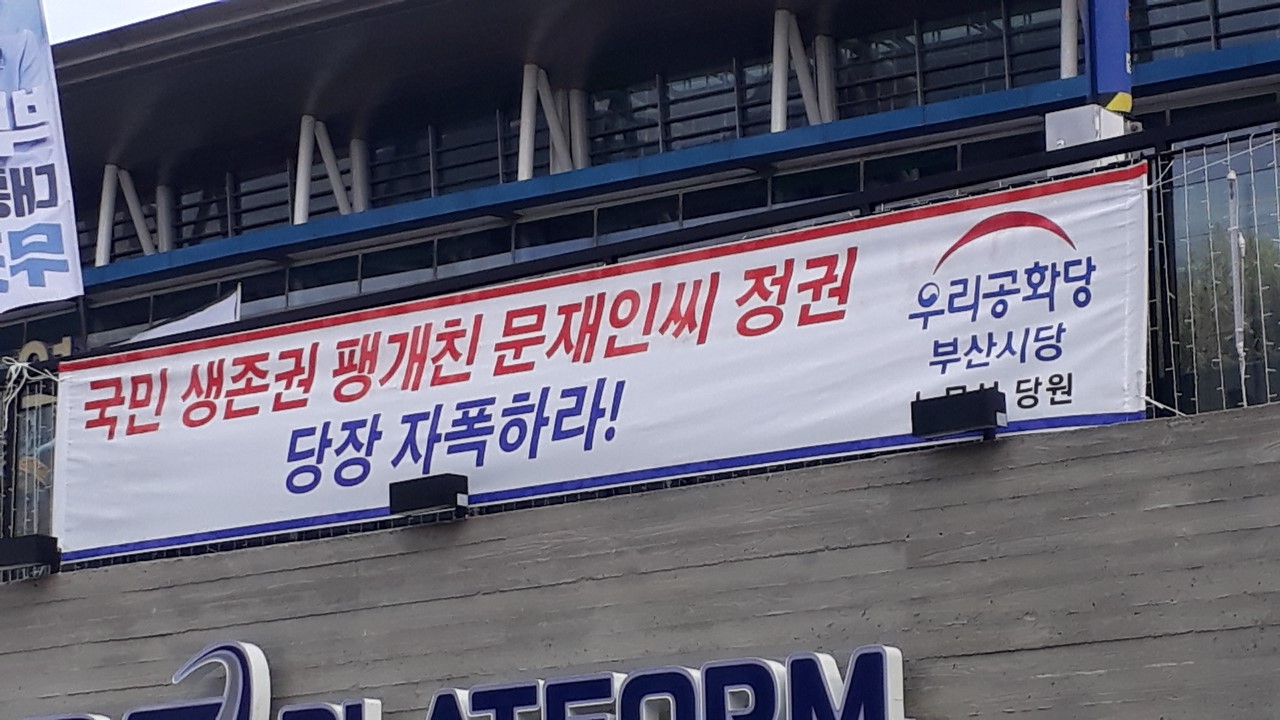 국민 생존권 팽개친 문재인씨 정권
당장 자폭하라!
우리공화당
부산시당
당원
PLATFORM